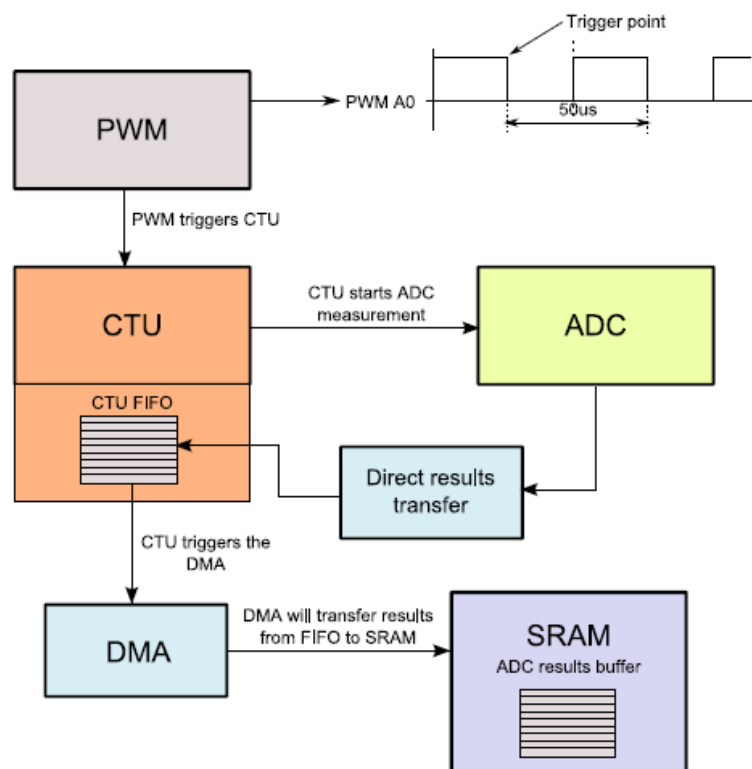 Trigger point
PWM
PWM A0
50us
PWM triggers CTU
CTU
CTU starts ADC
measurement
ADC
CTU FIFO
Direct results
transfer
CTU triggers the
DMA
DMA
DMA will transfer results
from FIFO to SRAM
SRAM
ADC results buffer